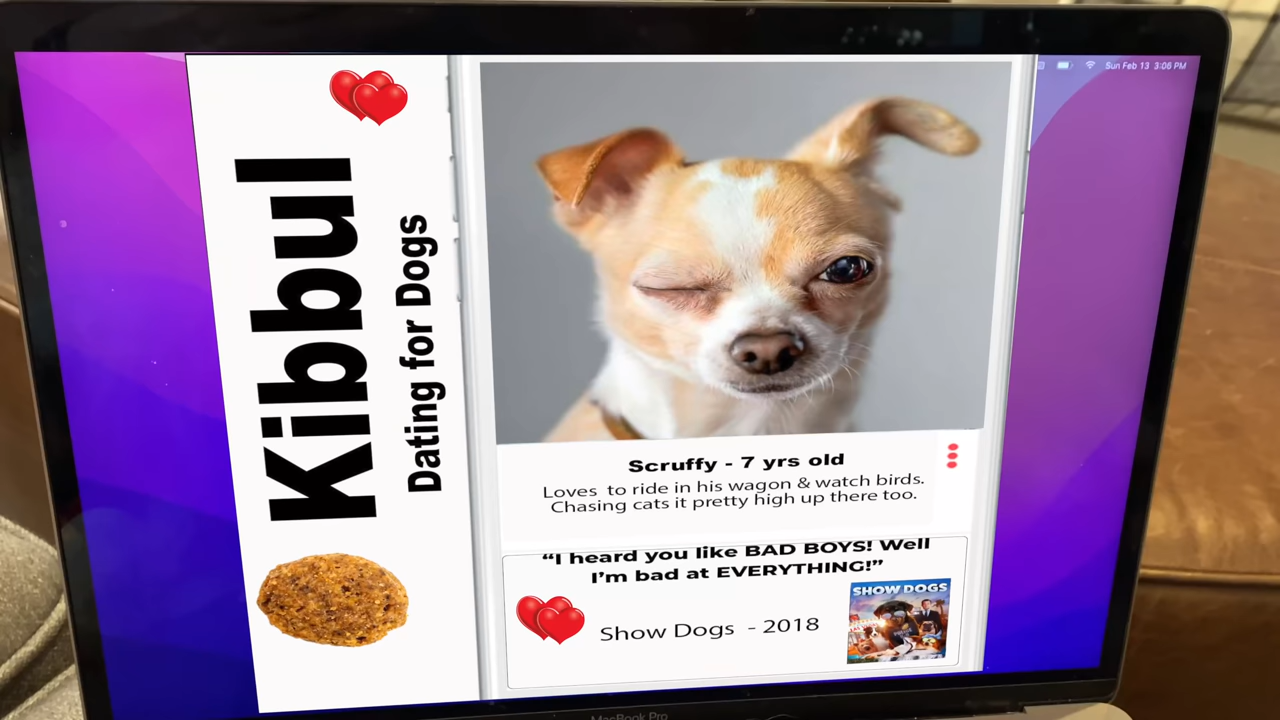 Sun Feb 13 3:06 PM
Kibbul
Dating for Dogs
Scruffy - 7 yrs old
Loves to ride in his wagon & watch birds.
Chasing cats it pretty high up there too.
“I heard you like BAD BOYS! Well
I’m bad at EVERYTHING!”
Show Dogs - 2018
SHOW DOGS
MacBook Pro